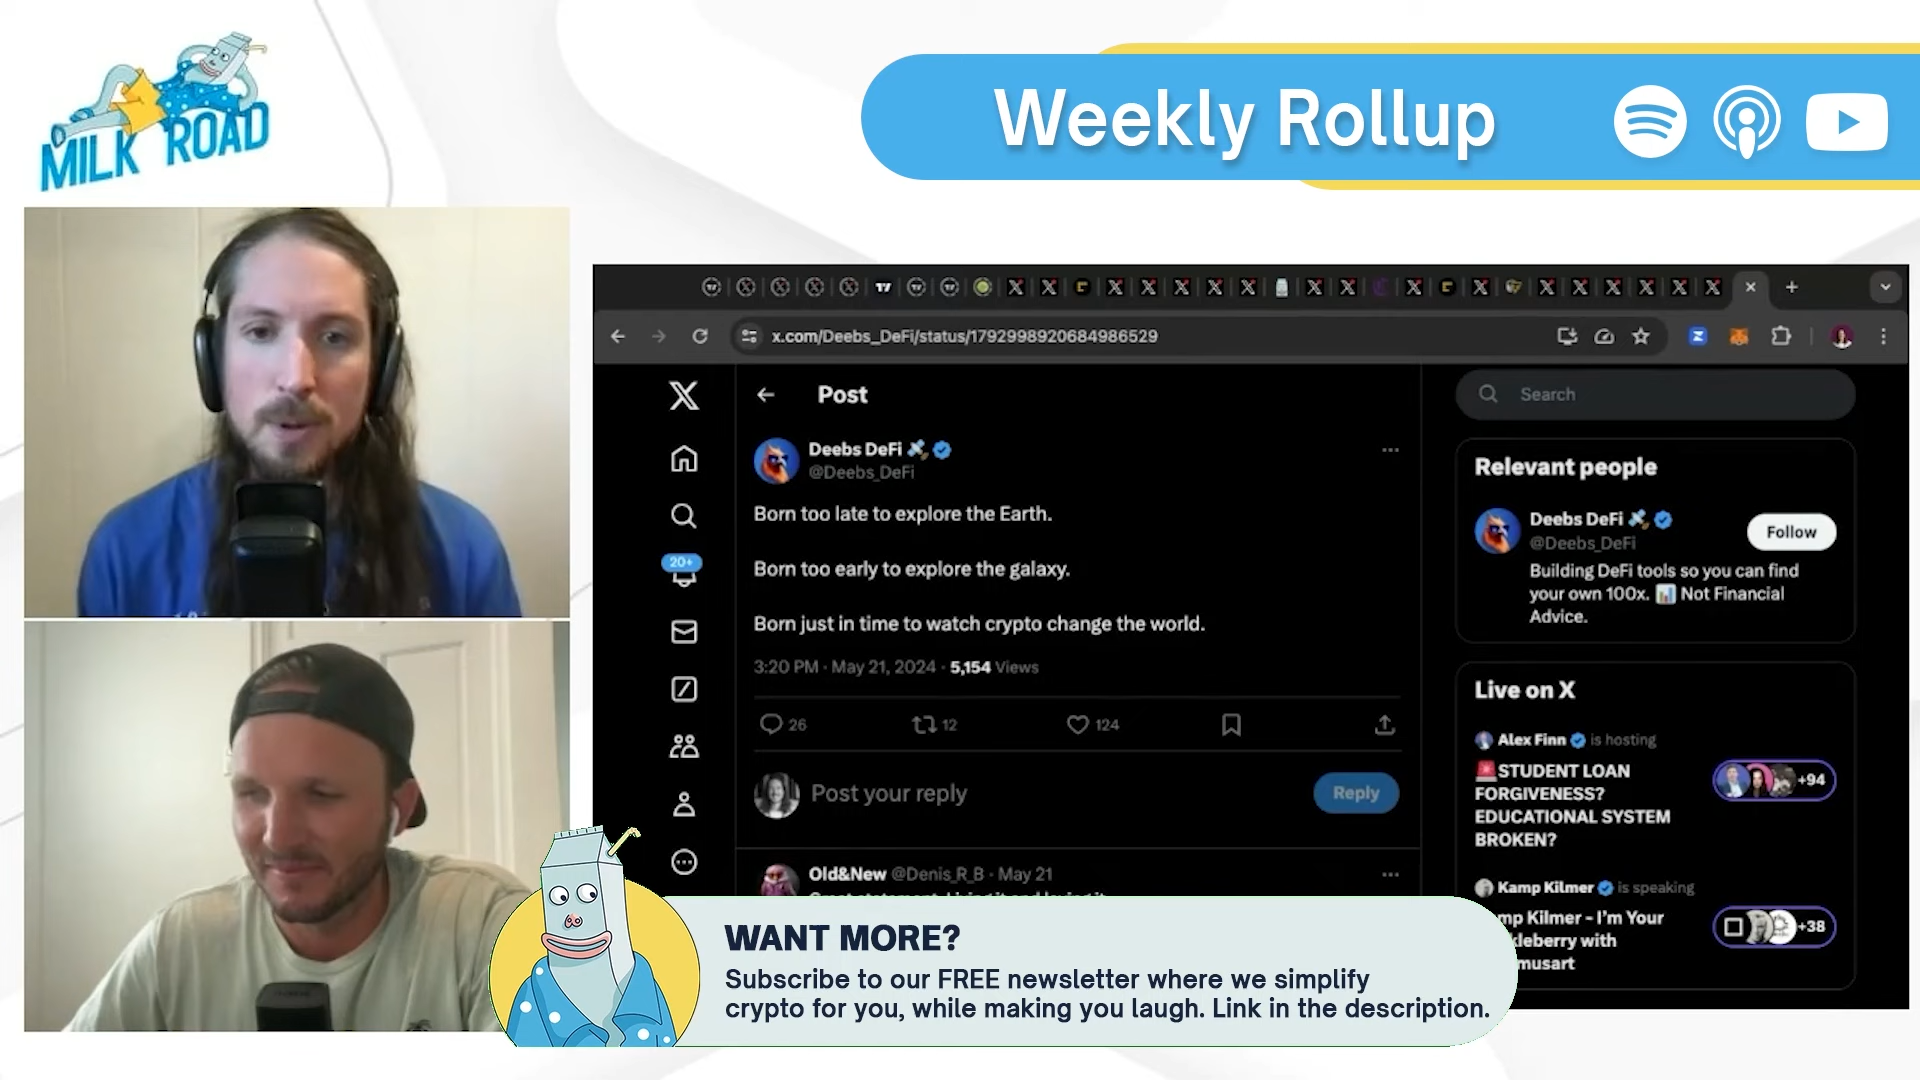 MILK ROAD
Weekly Rollup
x.com/Deebs_DeFi/status/1792998920684986529
Post
Search
Deebs DeFi
@Deebs_DeFi
Born too late to explore the Earth.
Born too early to explore the galaxy.
Born just in time to watch crypto change the world.
3:20 PM · May 21, 2024 · 5,154 Views
26 12 124
20+
Post your reply
Reply
Old&New @Denis_R_B · May 21
Relevant people
Deebs DeFi
@Deebs_DeFi
Follow
Building DeFi tools so you can find
your own 100x. Not Financial
Advice.
Live on X
Alex Finn is hosting
STUDENT LOAN
FORGIVENESS?
EDUCATIONAL SYSTEM
BROKEN?
+94
Kamp Kilmer is speaking
mp Kilmer - I'm Your
kleberry with
musart
+38
WANT MORE?
Subscribe to our FREE newsletter where we simplify
crypto for you, while making you laugh. Link in the description.